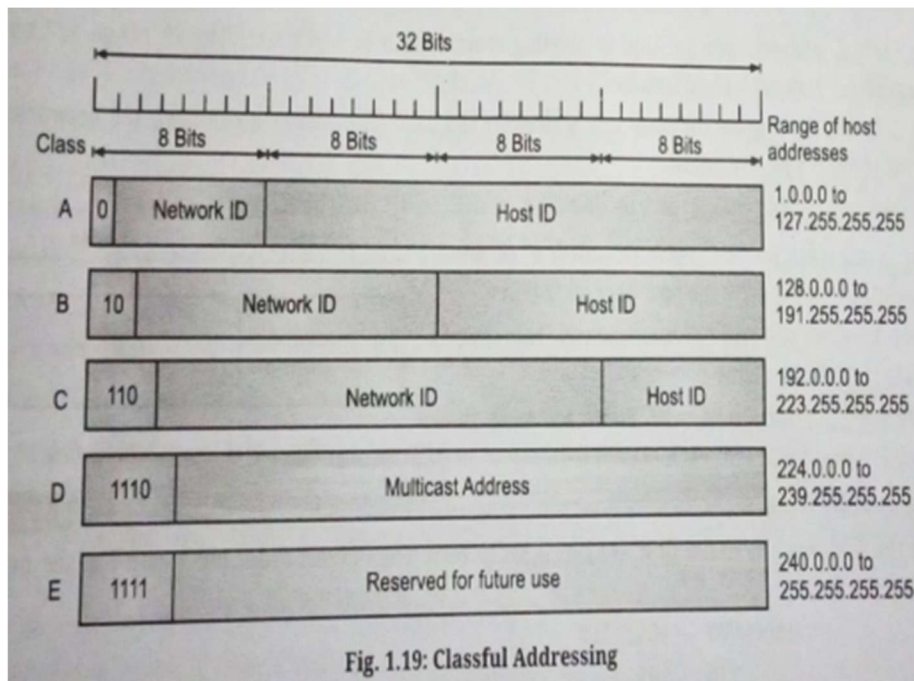 32 Bits
Class 8 Bits 8 Bits 8 Bits 8 Bits Range of host
addresses
A 0 Network ID Host ID 1.0.0.0 to
127.255.255.255
B 10 Network ID Host ID 128.0.0.0 to
191.255.255.255
C 110 Network ID Host ID 192.0.0.0 to
223.255.255.255
D 1110 Multicast Address 224.0.0.0 to
239.255.255.255
E 1111 Reserved for future use 240.0.0.0 to
255.255.255.255
Fig. 1.19: Classful Addressing